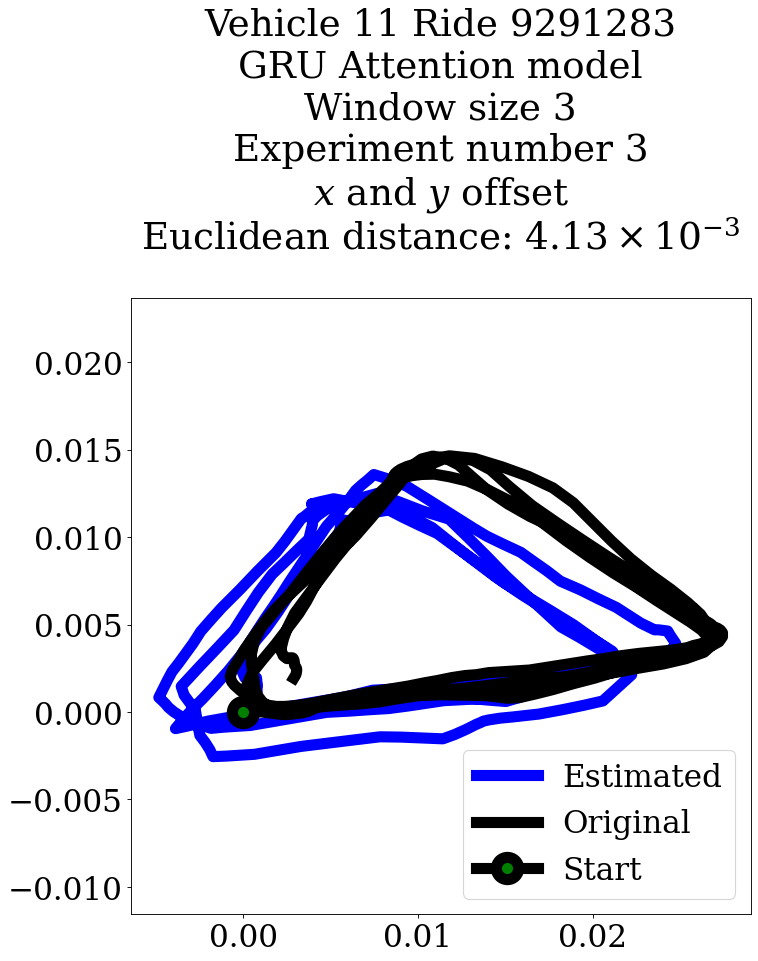 Vehicle 11 Ride 9291283
GRU Attention model
Window size 3
Experiment number 3
x and y offset
Euclidean distance: 4.13 × 10⁻³
0.020
0.015
0.010
0.005
0.000
−0.005
−0.010
Estimated
Original
Start
0.00 0.01 0.02